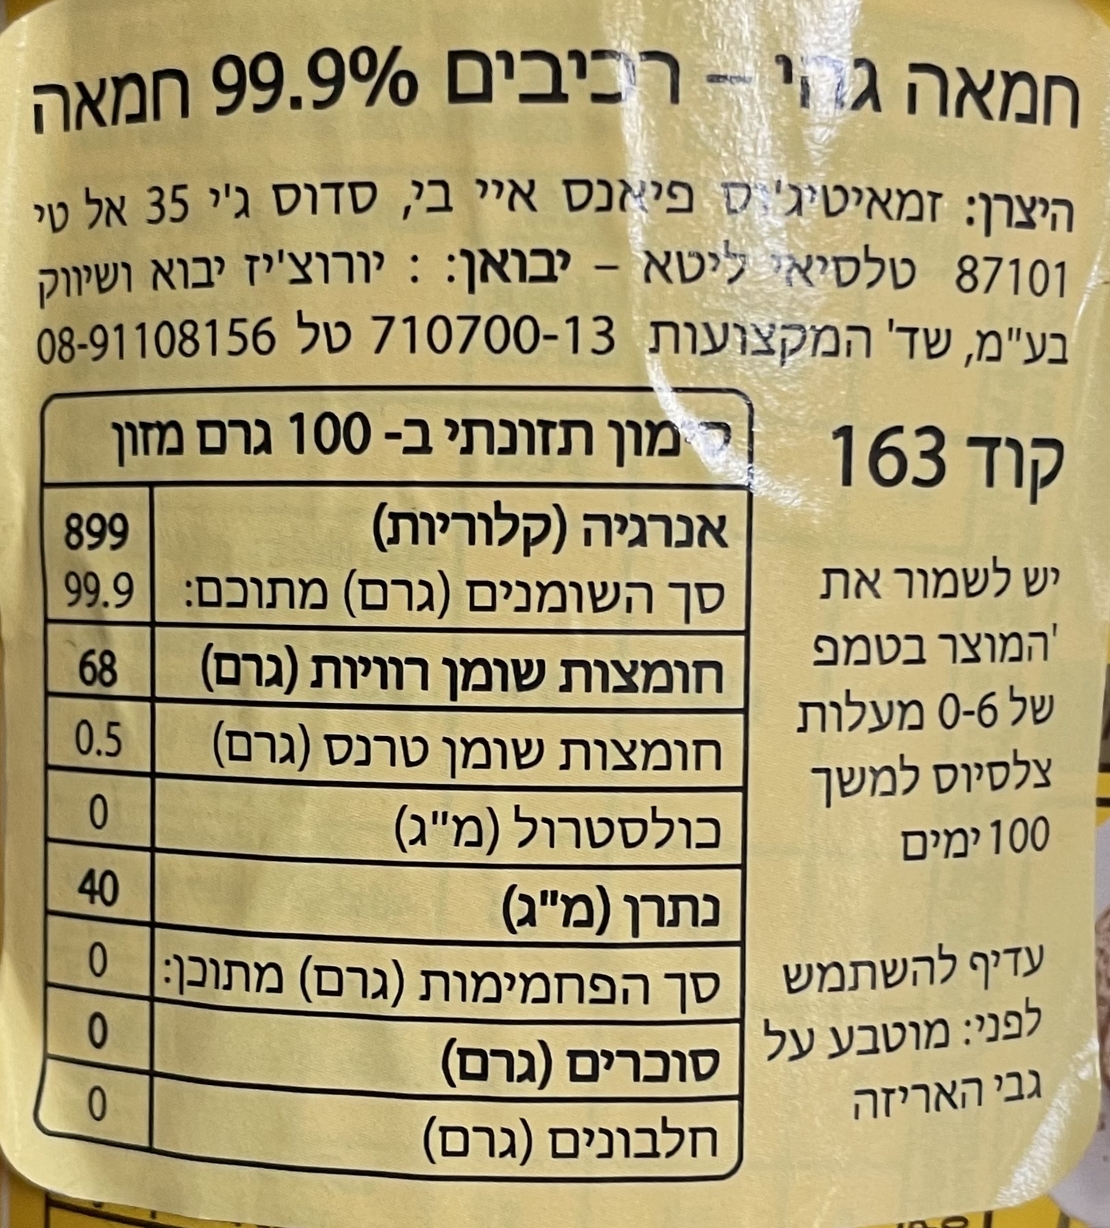 חמאה גהי – רכיבים 99.9% חמאה
היצרן: זמאיטיג'וס פיאנס איי בי, סדוס ג'י 35 אל טי
87101 טלסיאי ליטא – יבואן: : יורוצ'יז יבוא ושיווק
בע"מ, שד' המקצועות 710700-13 טל 08-91108156
קוד 163
יש לשמור את
המוצר בטמפ'
של 0-6 מעלות
צלסיוס למשך
100 ימים
עדיף להשתמש
לפני: מוטבע על
גבי האריזה
סימון תזונתי ב- 100 גרם מזון
אנרגיה (קלוריות) 899
סך השומנים (גרם) מתוכם: 99.9
חומצות שומן רוויות (גרם) 68
חומצות שומן טרנס (גרם) 0.5
כולסטרול (מ"ג) 0
נתרן (מ"ג) 40
סך הפחמימות (גרם) מתוכן: 0
סוכרים (גרם) 0
חלבונים (גרם) 0